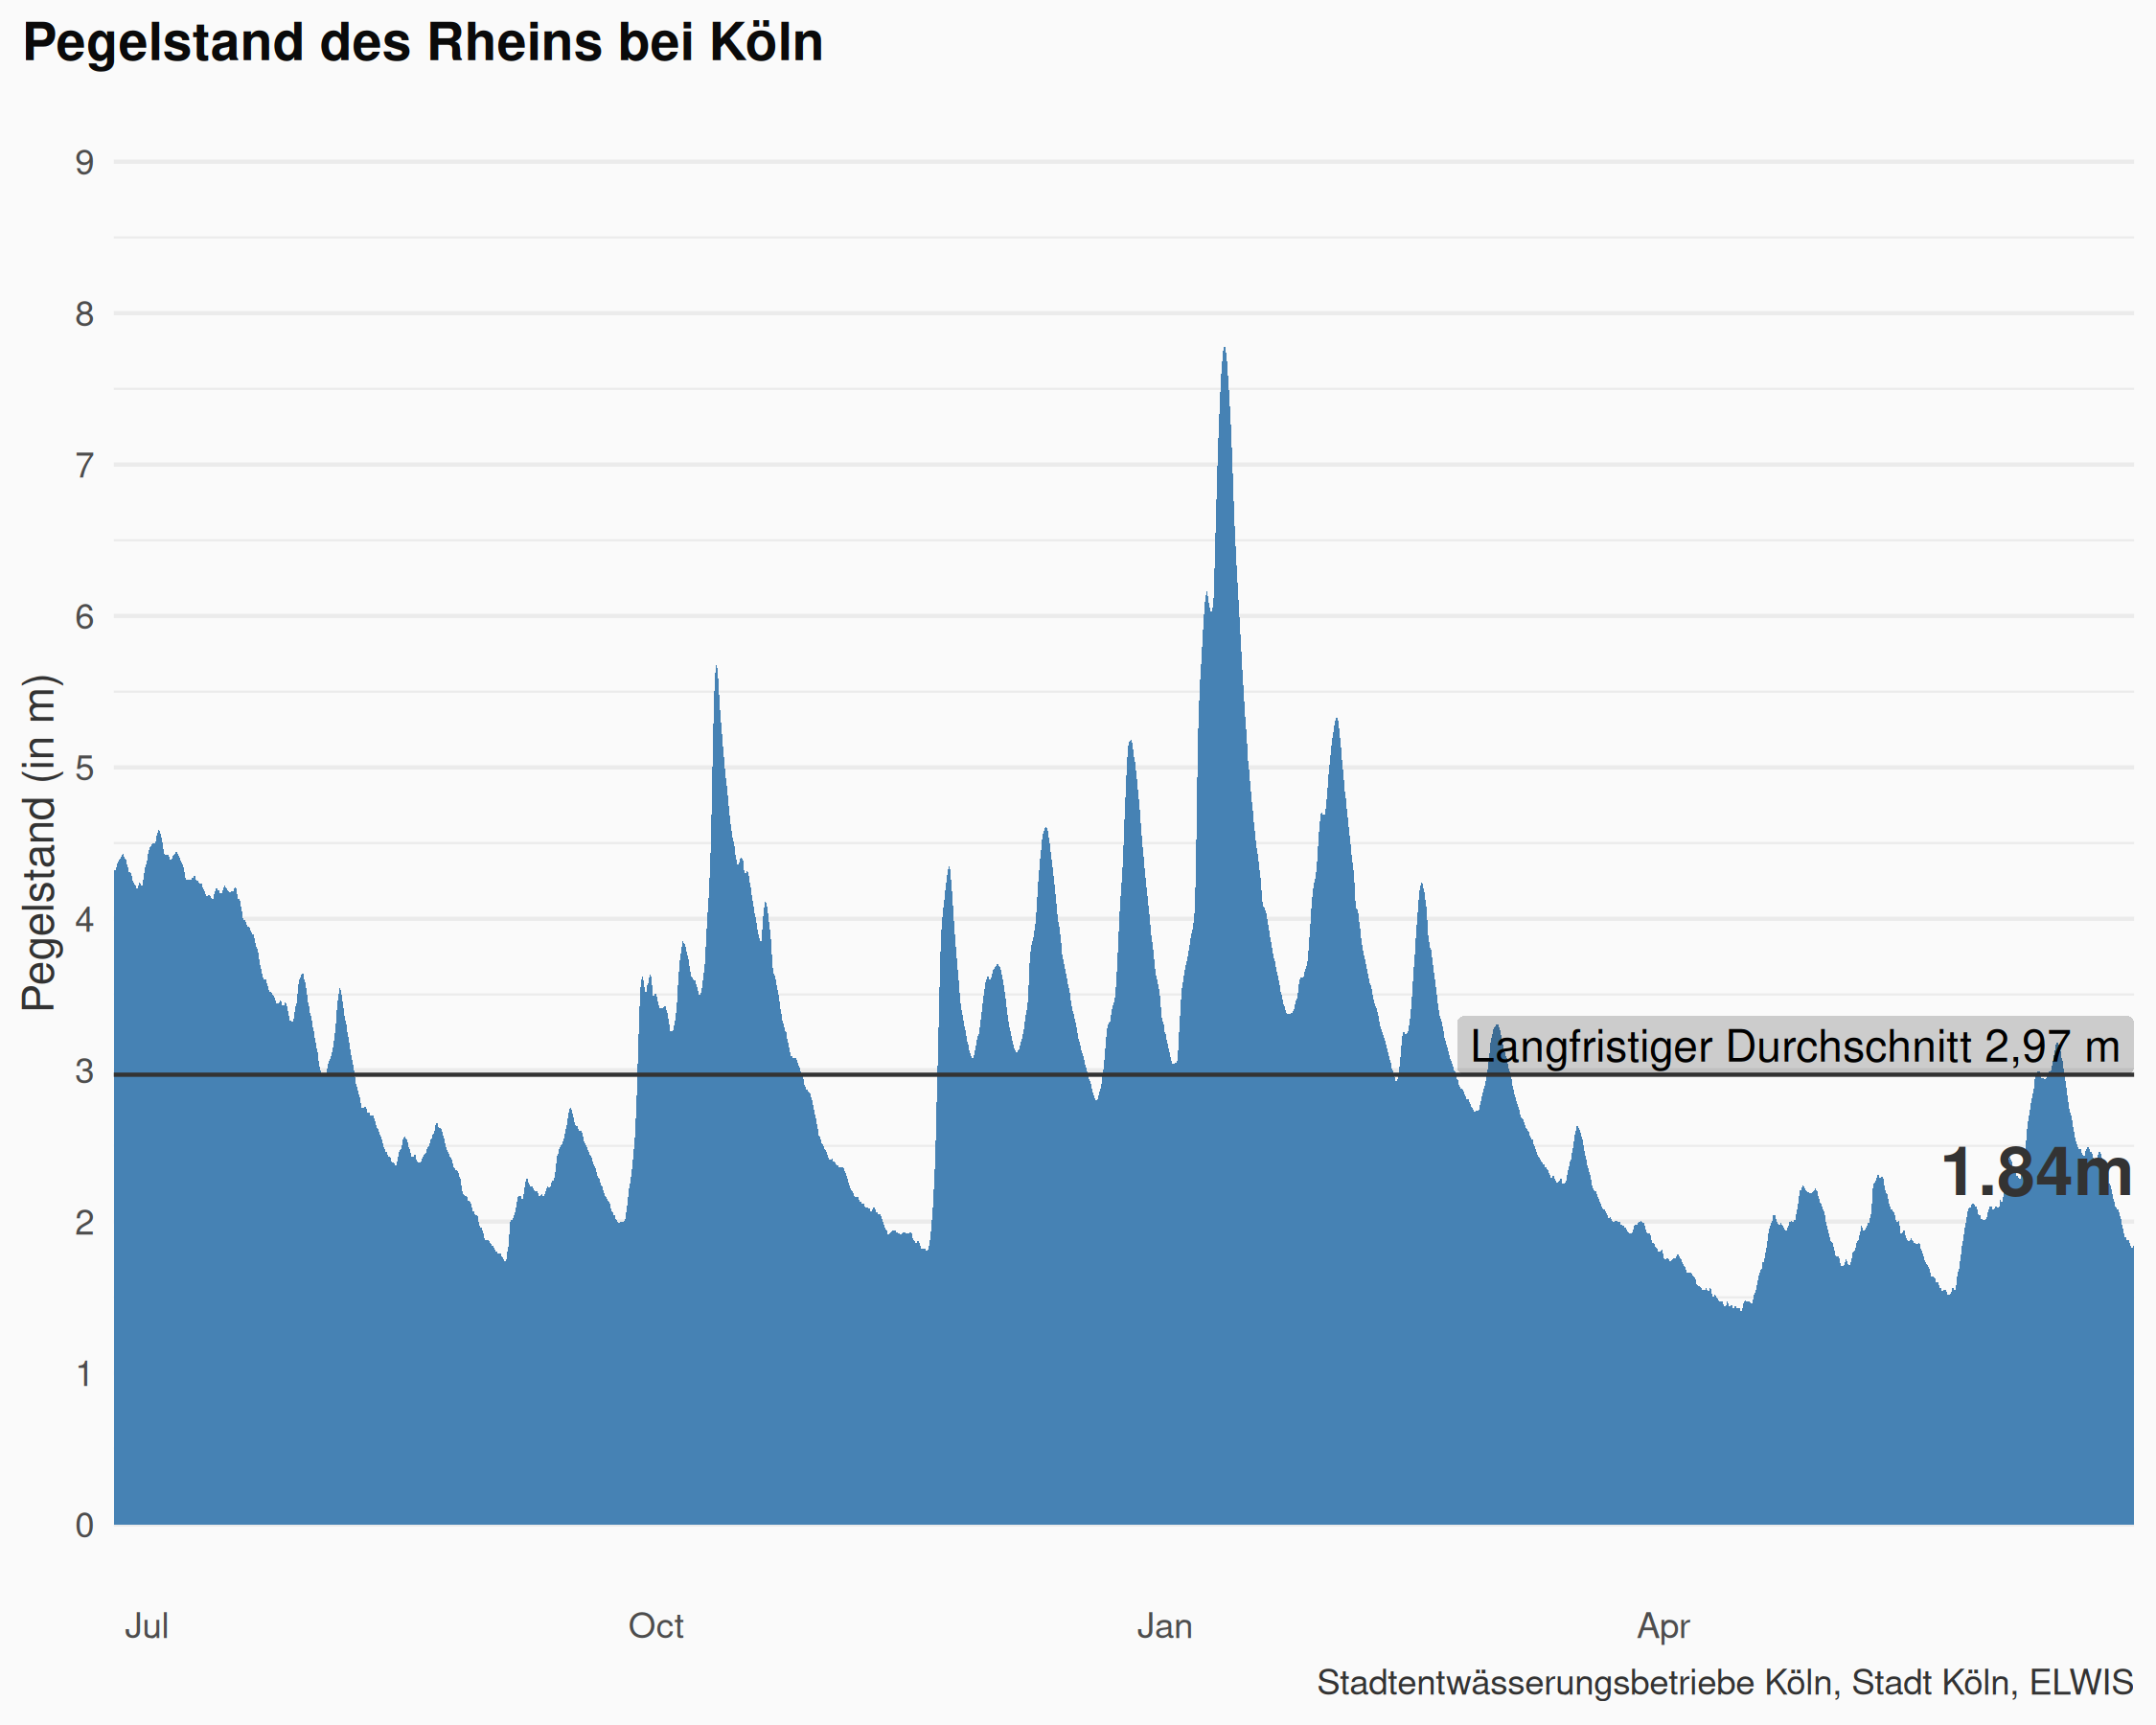 Pegelstand des Rheins bei Köln
Pegelstand (in m)
9
8
7
6
5
4
3
2
1
0
Langfristiger Durchschnitt 2,97 m
1.84m
Jul
Oct
Jan
Apr
Stadtentwässerungsbetriebe Köln, Stadt Köln, ELWIS